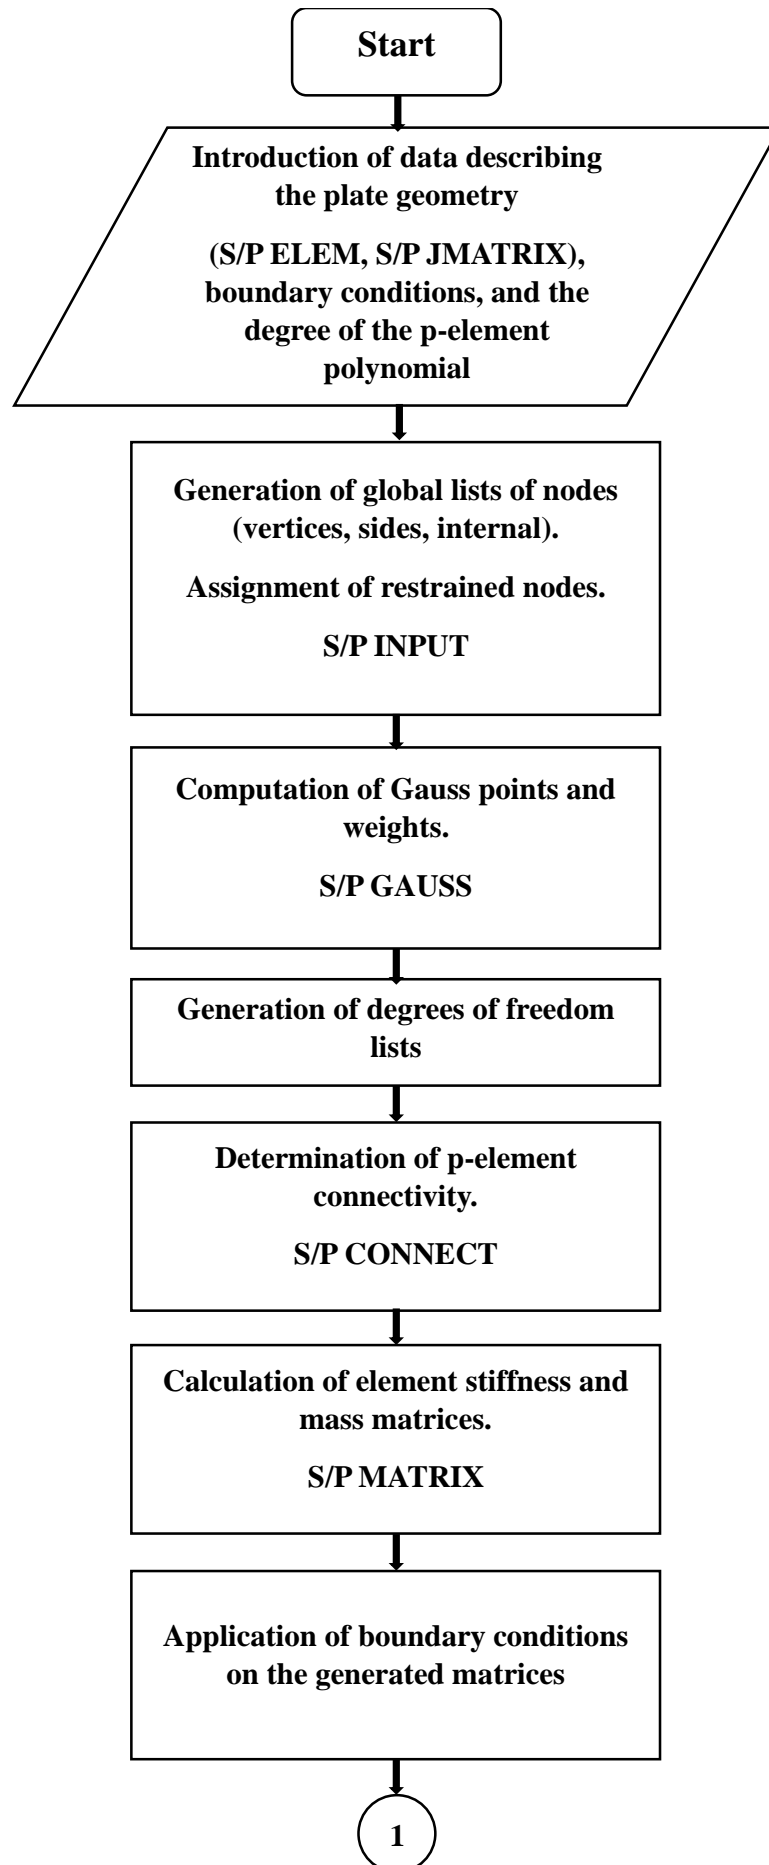 Start
Introduction of data describing
the plate geometry
(S/P ELEM, S/P JMATRIX),
boundary conditions, and the
degree of the p-element
polynomial
Generation of global lists of nodes
(vertices, sides, internal).
Assignment of restrained nodes.
S/P INPUT
Computation of Gauss points and
weights.
S/P GAUSS
Generation of degrees of freedom
lists
Determination of p-element
connectivity.
S/P CONNECT
Calculation of element stiffness and
mass matrices.
S/P MATRIX
Application of boundary conditions
on the generated matrices
1